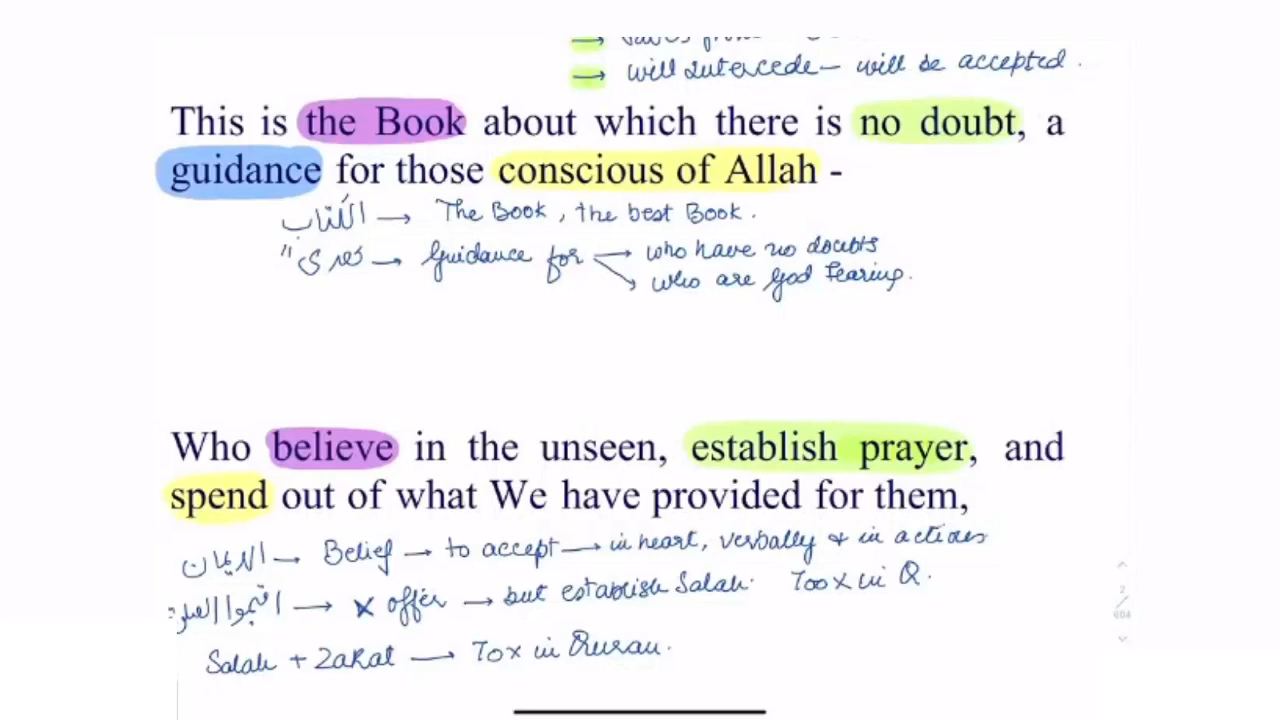 → will intercede – will be accepted.
This is the Book about which there is no doubt, a
guidance for those conscious of Allah -
الكتاب → The Book, the best Book.
→ Guidance for → who have no doubts
→ who are God Fearing.
Who believe in the unseen, establish prayer, and
spend out of what We have provided for them,
الايمان → Belief → to accept → in heart, verbally & in actions
→ x offer → but establish Salah. 700x in Q.
Salah + Zakat → 70x in Quran.
2
/
604